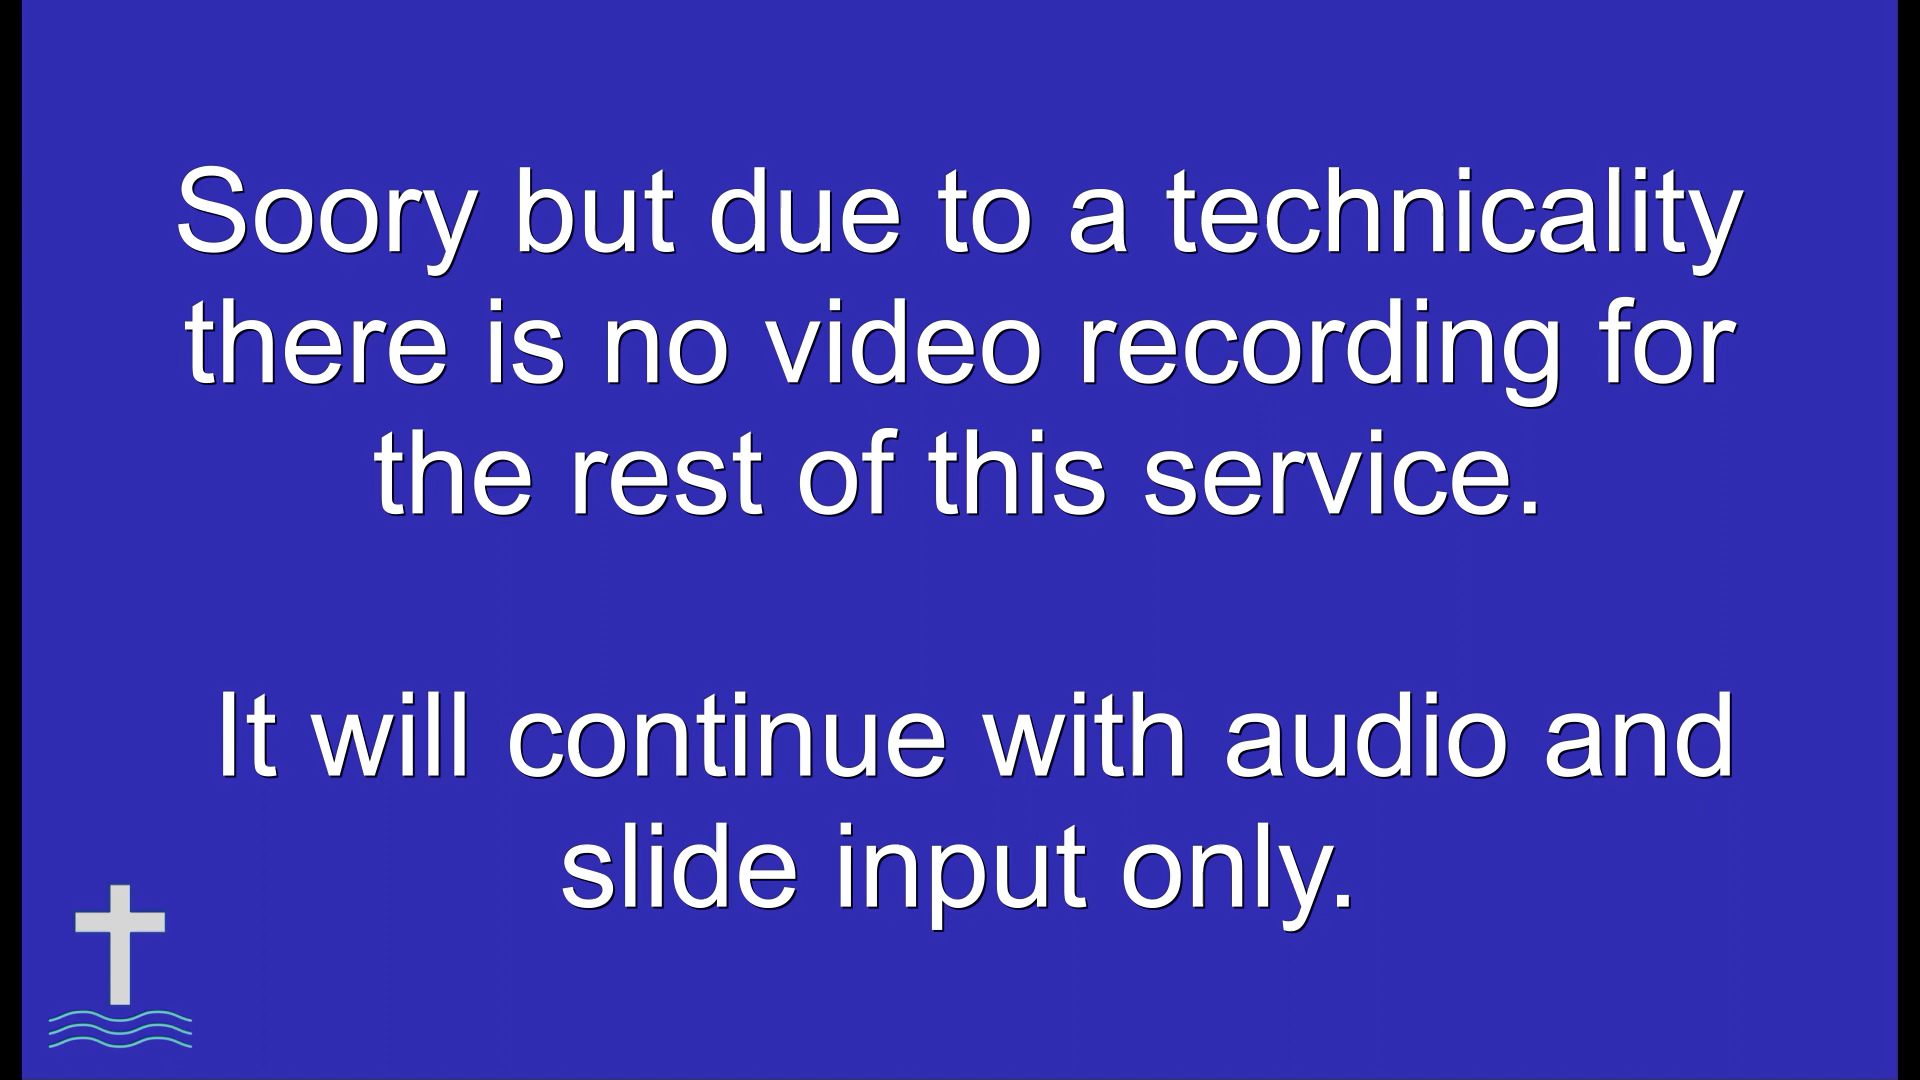 Soory but due to a technicality
there is no video recording for
the rest of this service.
It will continue with audio and
slide input only.